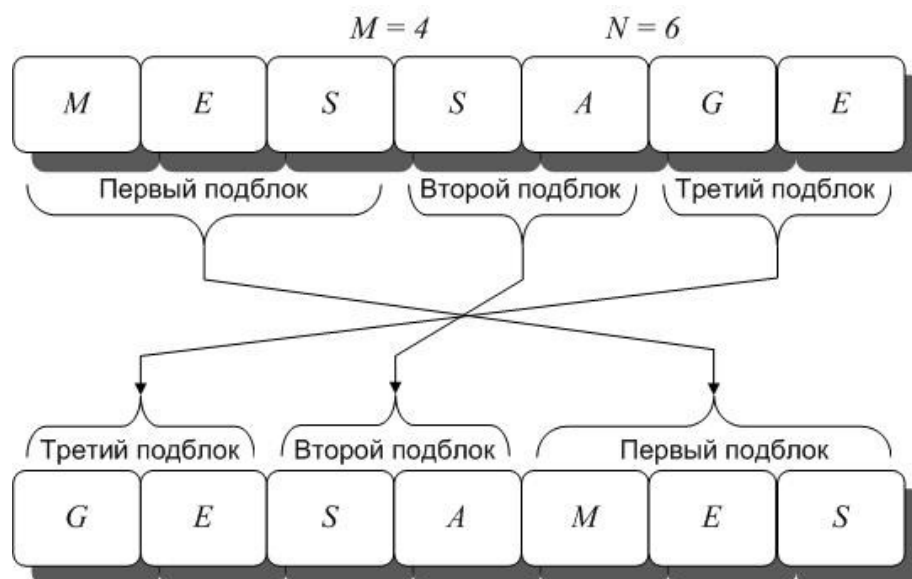 M = 4 N = 6
M E S S A G E
Первый подблок Второй подблок Третий подблок
Третий подблок Второй подблок Первый подблок
G E S A M E S